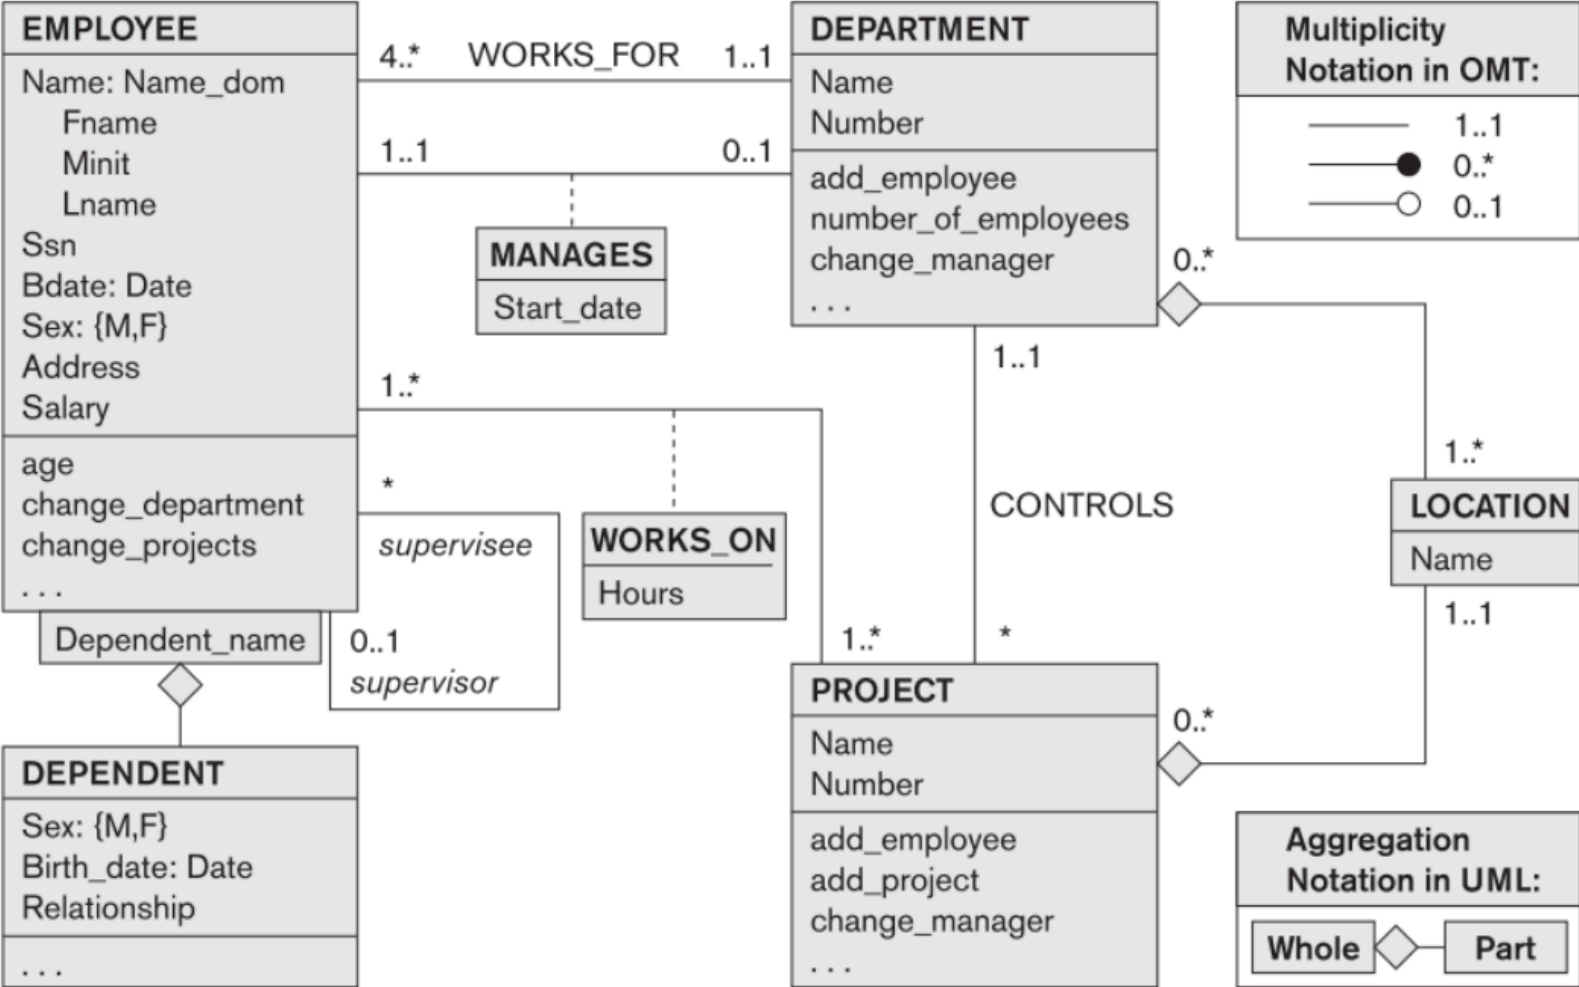 EMPLOYEE
Name: Name_dom
Fname
Minit
Lname
Ssn
Bdate: Date
Sex: {M,F}
Address
Salary
age
change_department
change_projects
. . .
Dependent_name
DEPENDENT
Sex: {M,F}
Birth_date: Date
Relationship
. . .
4..*
WORKS_FOR
1..1
1..1
0..1
MANAGES
Start_date
1..*
*
supervisee
0..1
supervisor
WORKS_ON
Hours
1..*
DEPARTMENT
Name
Number
add_employee
number_of_employees
change_manager
. . .
0..*
1..1
CONTROLS
*
1..*
LOCATION
Name
1..1
PROJECT
Name
Number
add_employee
add_project
change_manager
. . .
0..*
Multiplicity
Notation in OMT:
1..1
0..*
0..1
Aggregation
Notation in UML:
Whole
Part